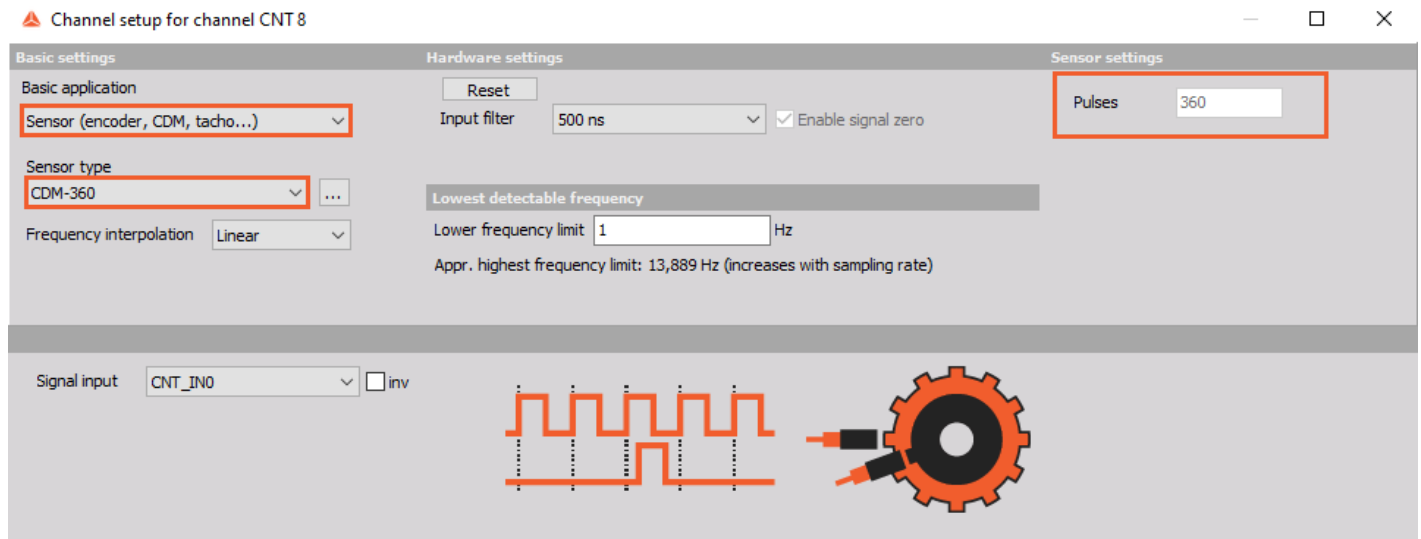 Channel setup for channel CNT 8
Basic settings
Basic application
Sensor (encoder, CDM, tacho...)
Sensor type
CDM-360
...
Frequency interpolation Linear
Hardware settings
Reset
Input filter 500 ns Enable signal zero
Lowest detectable frequency
Lower frequency limit 1 Hz
Appr. highest frequency limit: 13,889 Hz (increases with sampling rate)
Sensor settings
Pulses 360
Signal input CNT_IN0 inv